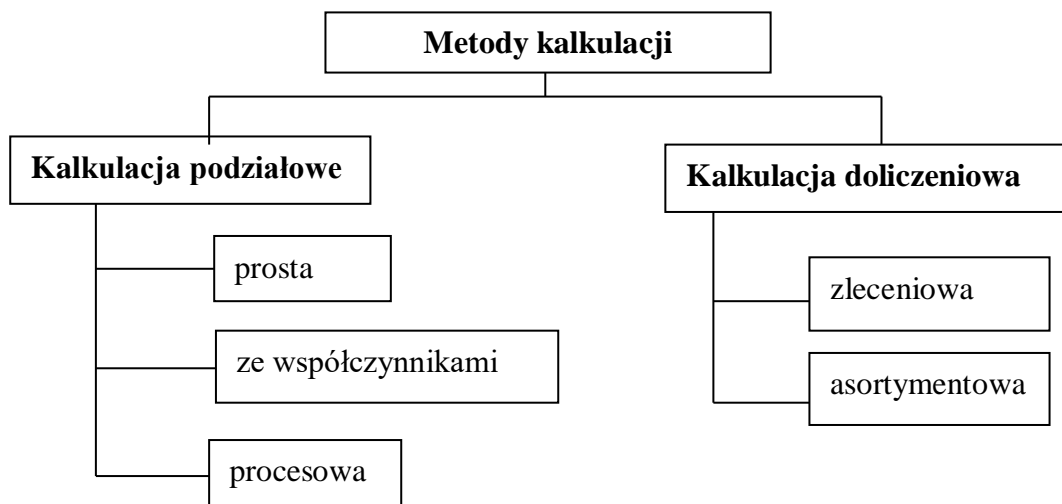 Metody kalkulacji
Kalkulacja podziałowe
Kalkulacja doliczeniowa
prosta
zleceniowa
ze współczynnikami
asortymentowa
procesowa